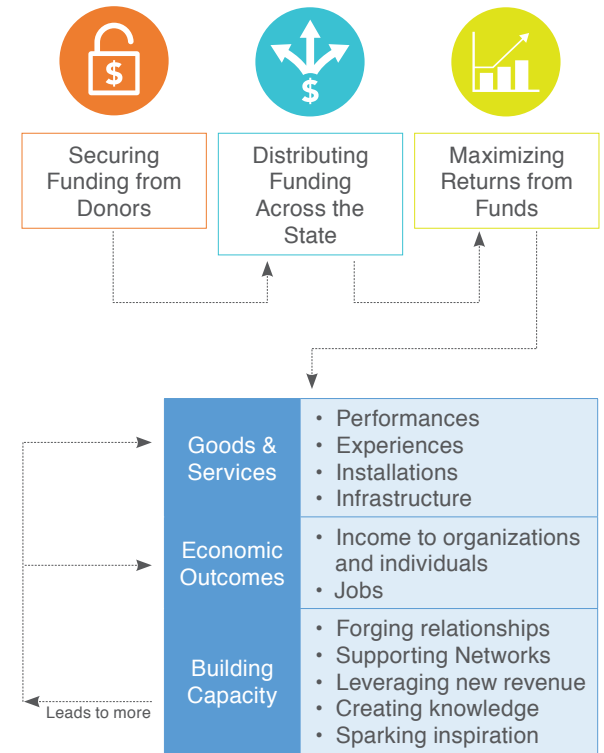 $
$
Securing
Funding from
Donors
Distributing
Funding
Across the
State
Maximizing
Returns from
Funds
Goods &
Services
• Performances
• Experiences
• Installations
• Infrastructure
Economic
Outcomes
• Income to organizations
and individuals
• Jobs
Building
Capacity
• Forging relationships
• Supporting Networks
• Leveraging new revenue
• Creating knowledge
• Sparking inspiration
Leads to more